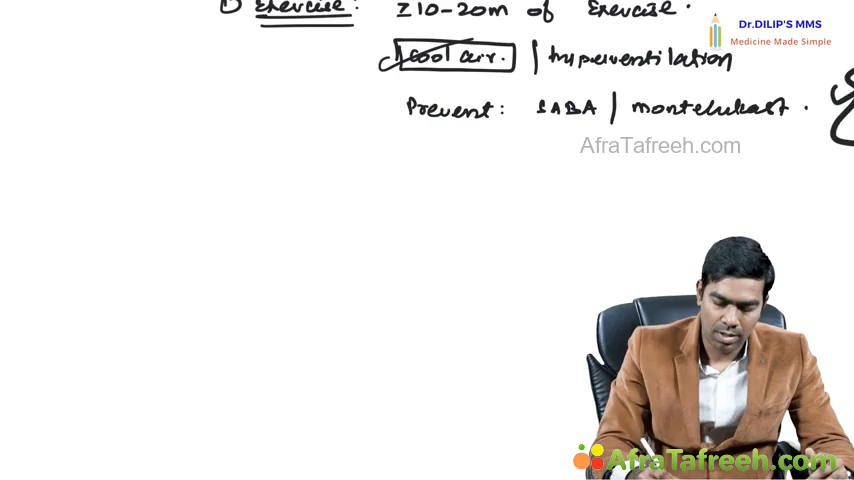 ① Exercise: ≥10-20m of Exercise.
Dr.DILIP'S MMS
Medicine Made Simple
cool air. | hyperventilation
Prevent: SABA | montelukast.
AfraTafreeh.com
AfraTafreeh.com